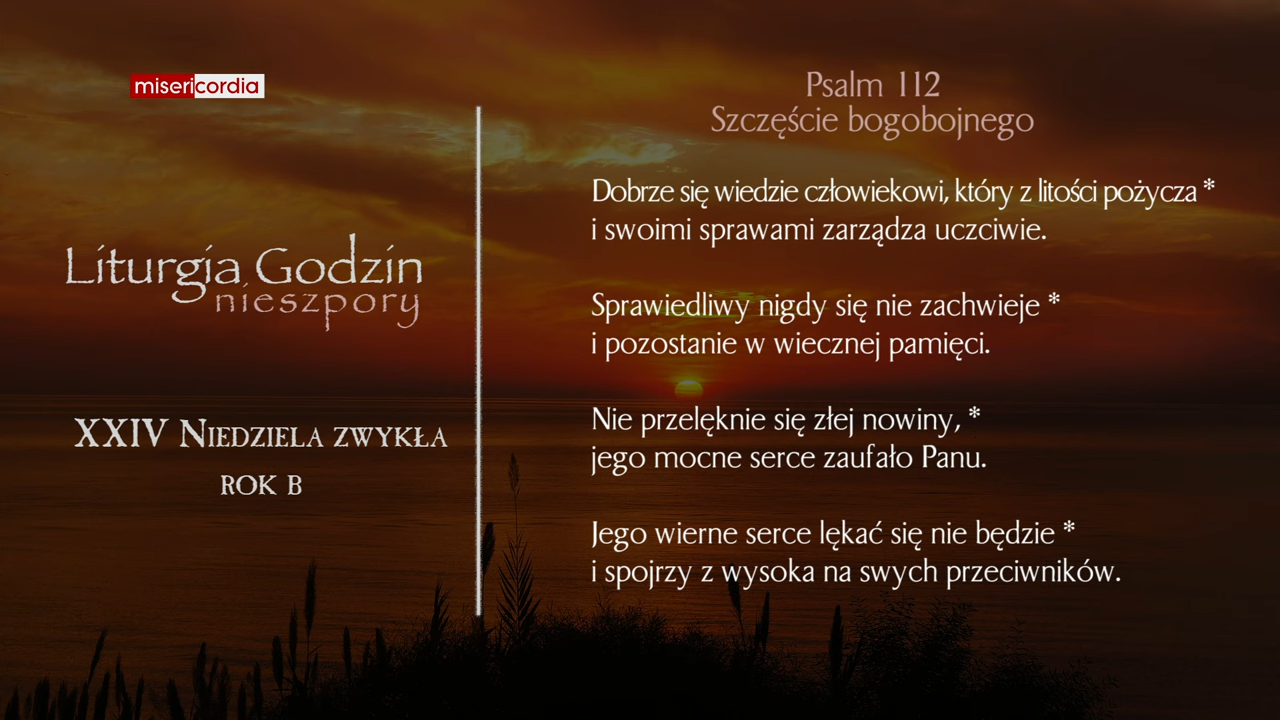 misericordia
Liturgia Godzin
nieszpory
XXIV Niedziela zwykła
rok B
Psalm 112
Szczęście bogobojnego
Dobrze się wiedzie człowiekowi, który z litości pożycza *
i swoimi sprawami zarządza uczciwie.
Sprawiedliwy nigdy się nie zachwieje *
i pozostanie w wiecznej pamięci.
Nie przelęknie się złej nowiny, *
jego mocne serce zaufało Panu.
Jego wierne serce lękać się nie będzie *
i spojrzy z wysoka na swych przeciwników.